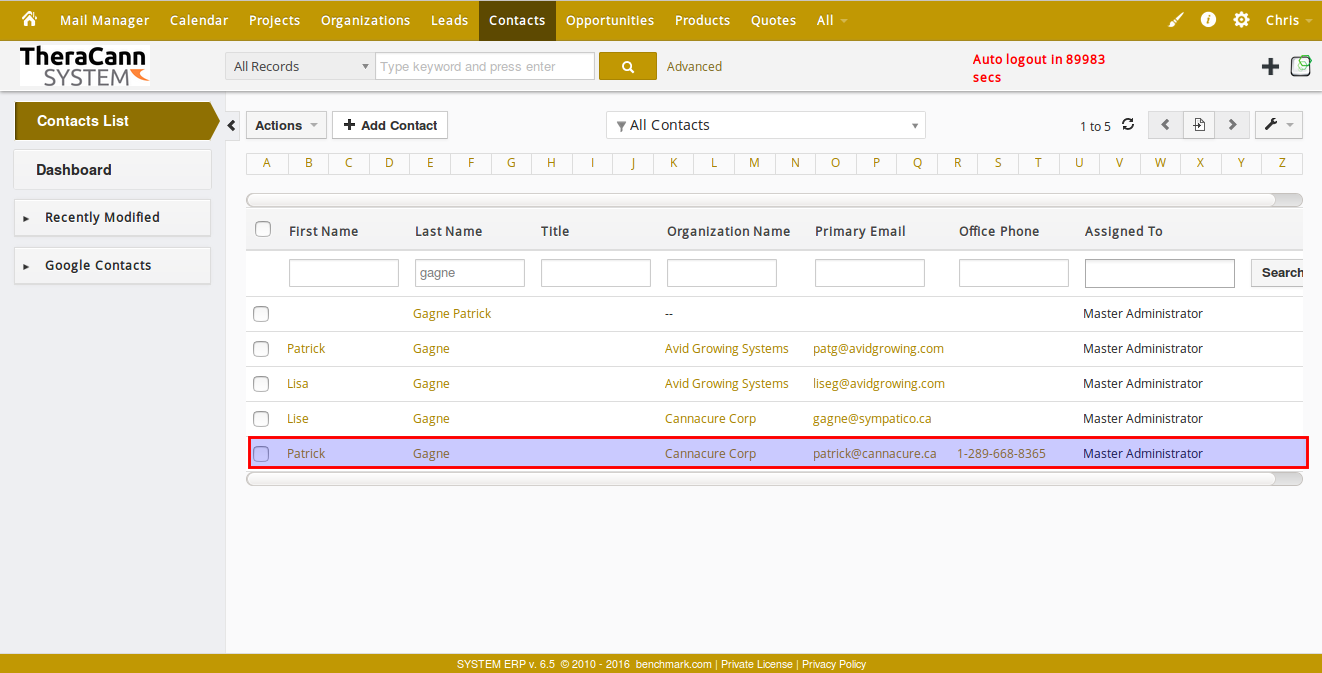 Mail Manager Calendar Projects Organizations Leads Contacts Opportunities Products Quotes All Chris
TheraCann
SYSTEM
All Records Type keyword and press enter Advanced
Auto logout in 89983
secs
Contacts List
Dashboard
Recently Modified
Google Contacts
Actions Add Contact All Contacts 1 to 5
A B C D E F G H I J K L M N O P Q R S T U V W X Y Z
First Name Last Name Title Organization Name Primary Email Office Phone Assigned To
gagne Search
Gagne Patrick -- Master Administrator
Patrick Gagne Avid Growing Systems patg@avidgrowing.com Master Administrator
Lisa Gagne Avid Growing Systems liseg@avidgrowing.com Master Administrator
Lise Gagne Cannacure Corp gagne@sympatico.ca Master Administrator
Patrick Gagne Cannacure Corp patrick@cannacure.ca 1-289-668-8365 Master Administrator
SYSTEM ERP v. 6.5 © 2010 - 2016 benchmark.com | Private License | Privacy Policy